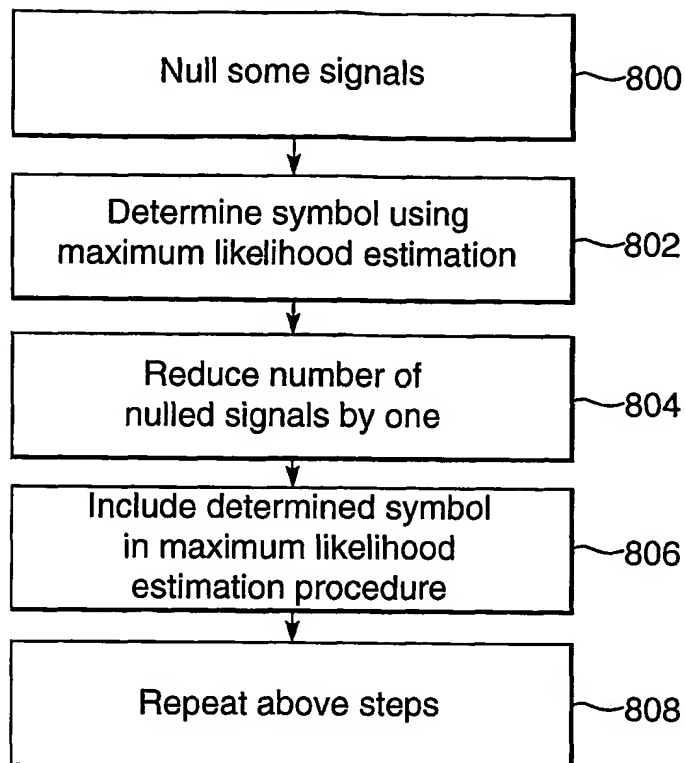 Null some signals
800
Determine symbol using
maximum likelihood estimation
802
Reduce number of
nulled signals by one
804
Include determined symbol
in maximum likelihood
estimation procedure
806
Repeat above steps
808